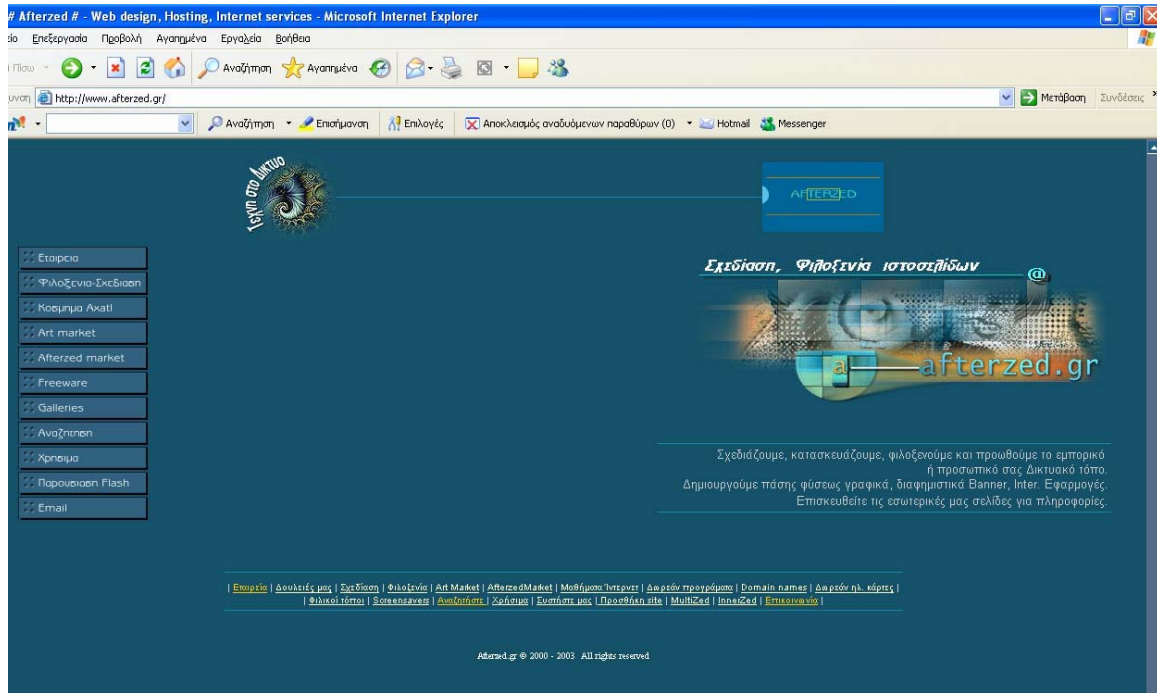 # Afterzed # - Web design, Hosting, Internet services - Microsoft Internet Explorer
Επεξεργασία Προβολή Αγαπημένα Εργαλεία Βοήθεια
Πίσω Αναζήτηση Αγαπημένα
http://www.afterzed.gr/ Μετάβαση Συνδέσεις
Αναζήτηση Επισήμανση Επιλογές Αποκλεισμός αναδυόμενων παραθύρων (0) Hotmail Messenger
Τέχνη στο Δικτυο
AFTERZED
Εταιρεια
Φιλοξενια-Σχεδιαση
Κοσμημα Axatl
Art market
Afterzed market
Freeware
Galleries
Αναζητηση
Χρησιμα
Παρουσιαση Flash
Email
Σχεδίαση, Φιλοξενία ιστοσελίδων
@
a afterzed.gr
Σχεδιάζουμε, κατασκευάζουμε, φιλοξενούμε και προωθούμε το εμπορικό
ή προσωπικό σας Δικτυακό τόπο.
Δημιουργούμε πάσης φύσεως γραφικά, διαφημιστικά Banner, Inter. Εφαρμογές.
Επισκευθείτε τις εσωτερικές μας σελίδες για πληροφορίες.
| Εταιρεία | Δουλειές μας | Σχεδίαση | Φιλοξενία | Art Market | AfterzedMarket | Μαθήματα Ίντερνετ | Δωρεάν προγράματα | Domain names | Δωρεάν ηλ. κάρτες |
| Φιλικοί τόποι | Screensavers | Αναζητήστε | Χρήσιμα | Συστήστε μας | Προσθήκη site | MultiZed | InnerZed | Επικοινωνία |
Afterzed.gr © 2000 - 2003 All rights reserved